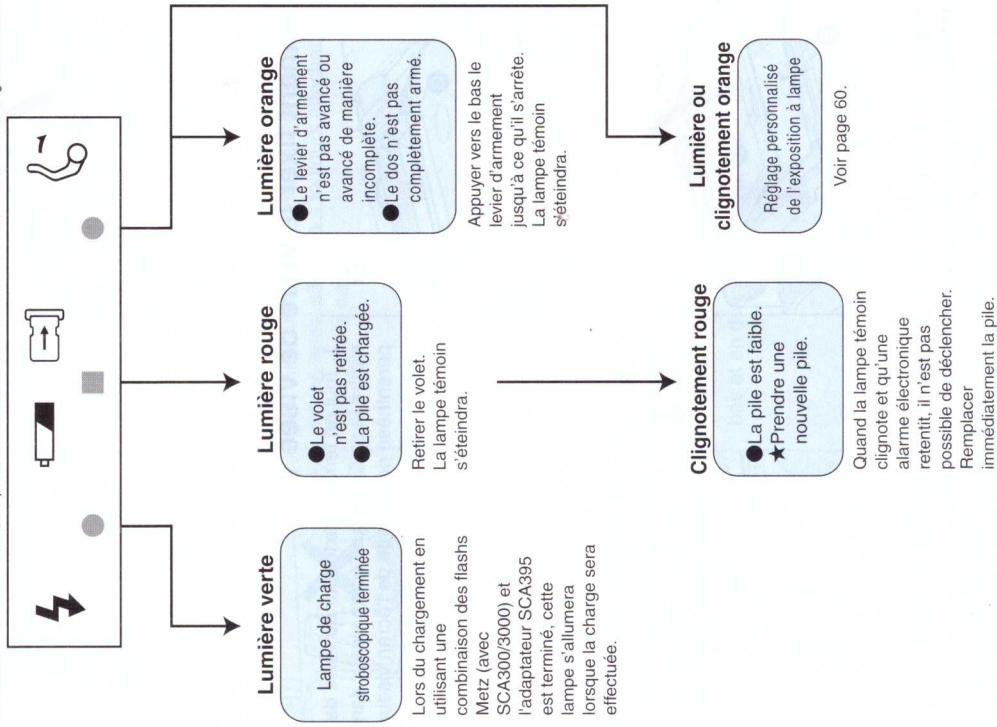 Lumière verte
Lampe de charge
stroboscopique terminée
Lors du chargement en
utilisant une
combinaison des flashs
Metz (avec
SCA300/3000) et
l'adaptateur SCA395
est terminé, cette
lampe s'allumera
lorsque la charge sera
effectuée.
Lumière rouge
●Le volet
n'est pas retirée.
●La pile est chargée.
Retirer le volet.
La lampe témoin
s'éteindra.
Clignotement rouge
●La pile est faible.
★Prendre une
nouvelle pile.
Quand la lampe témoin
clignote et qu'une
alarme électronique
retentit, il n'est pas
possible de déclencher.
Remplacer
immédiatement la pile.
Lumière orange
●Le levier d'armement
n'est pas avancé ou
avancé de manière
incomplète.
●Le dos n'est pas
complètement armé.
Appuyer vers le bas le
levier d'armement
jusqu'à ce qu'il s'arrête.
La lampe témoin
s'éteindra.
Lumière ou
clignotement orange
Réglage personnalisé
de l'exposition à lampe
Voir page 60.